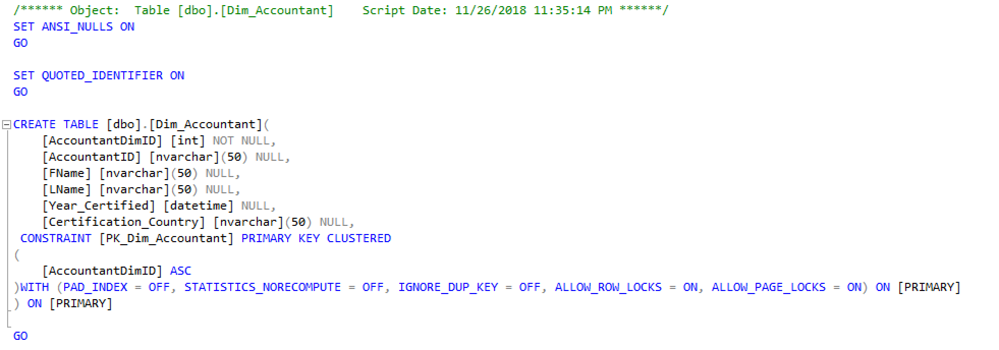 /****** Object:  Table [dbo].[Dim_Accountant]    Script Date: 11/26/2018 11:35:14 PM ******/
SET ANSI_NULLS ON
GO
SET QUOTED_IDENTIFIER ON
GO
CREATE TABLE [dbo].[Dim_Accountant](
    [AccountantDimID] [int] NOT NULL,
    [AccountantID] [nvarchar](50) NULL,
    [FName] [nvarchar](50) NULL,
    [LName] [nvarchar](50) NULL,
    [Year_Certified] [datetime] NULL,
    [Certification_Country] [nvarchar](50) NULL,
 CONSTRAINT [PK_Dim_Accountant] PRIMARY KEY CLUSTERED
(
    [AccountantDimID] ASC
)WITH (PAD_INDEX = OFF, STATISTICS_NORECOMPUTE = OFF, IGNORE_DUP_KEY = OFF, ALLOW_ROW_LOCKS = ON, ALLOW_PAGE_LOCKS = ON) ON [PRIMARY]
) ON [PRIMARY]
GO